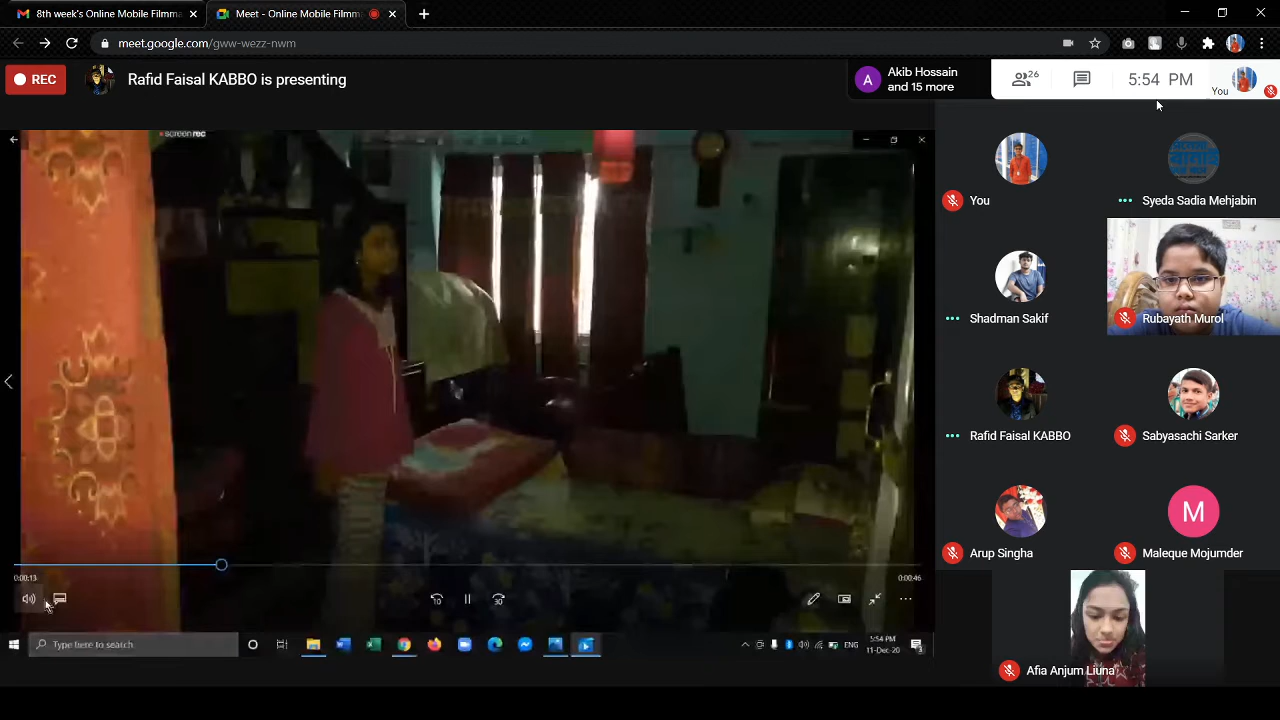 8th week's Online Mobile Filmma
Meet - Online Mobile Filmm
meet.google.com/gww-wezz-nwm
REC
Rafid Faisal KABBO is presenting
A
Akib Hossain
and 15 more
26
5:54 PM
You
screenrec
You
Syeda Sadia Mehjabin
Shadman Sakif
Rubayath Murol
Rafid Faisal KABBO
Sabyasachi Sarker
M
Arup Singha
Maleque Mojumder
Afia Anjum Liuna
0:00:13
0:00:46
10
30
Type here to search
ENG
5:54 PM
11-Dec-20